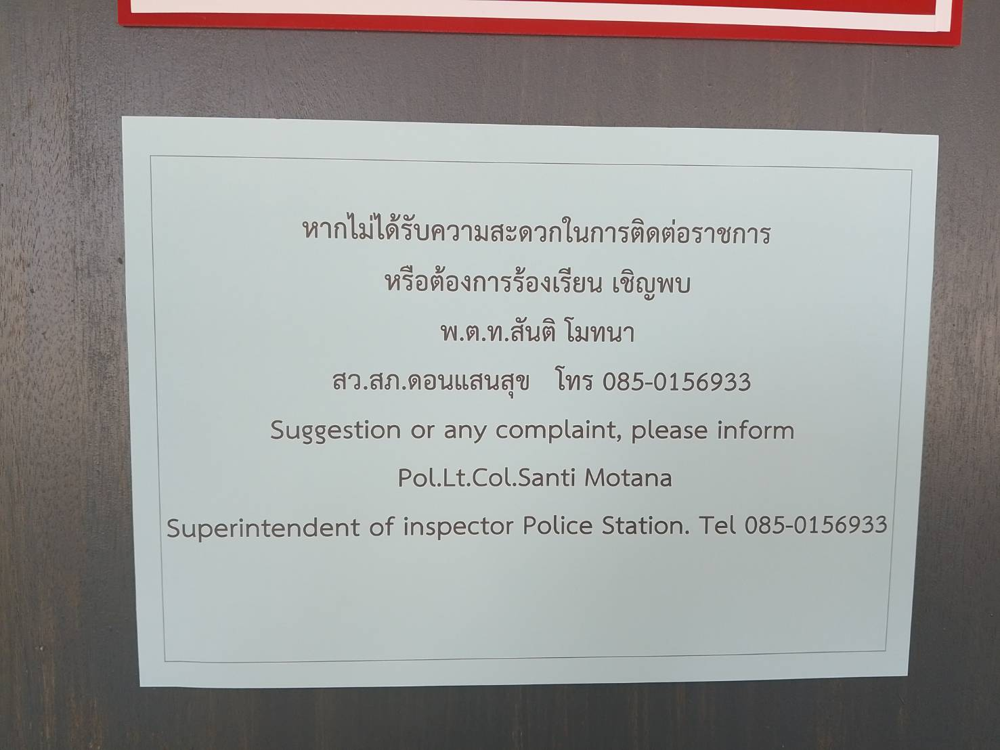 หากไม่ได้รับความสะดวกในการติดต่อราชการ
หรือต้องการร้องเรียน เชิญพบ
พ.ต.ท.สันติ โมทนา
สว.สภ.ดอนแสนสุข โทร 085-0156933
Suggestion or any complaint, please inform
Pol.Lt.Col.Santi Motana
Superintendent of inspector Police Station. Tel 085-0156933